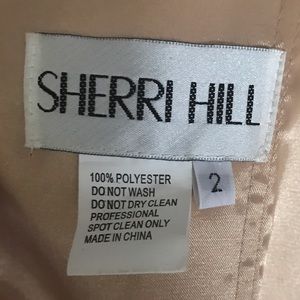 SHERRI HILL
100% POLYESTER
DO NOT WASH
DO NOT DRY CLEAN
PROFESSIONAL
SPOT CLEAN ONLY
MADE IN CHINA
2